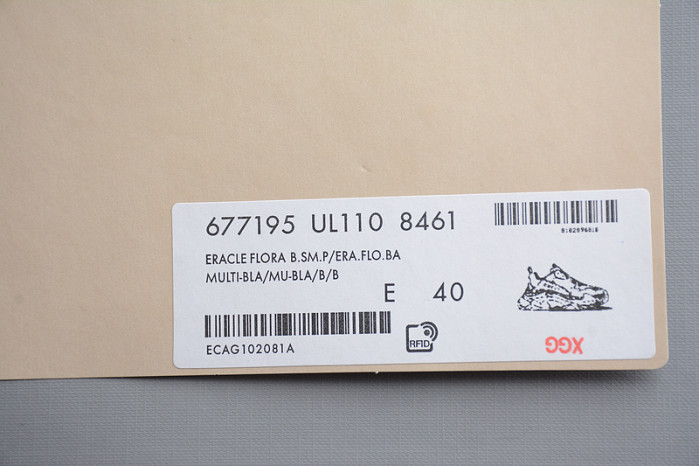 677195 UL110 8461
ERACLE FLORA B.SM.P/ERA.FLO.BA
MULTI-BLA/MU-BLA/B/B
E 40
ECAG102081A
RFID
XGG